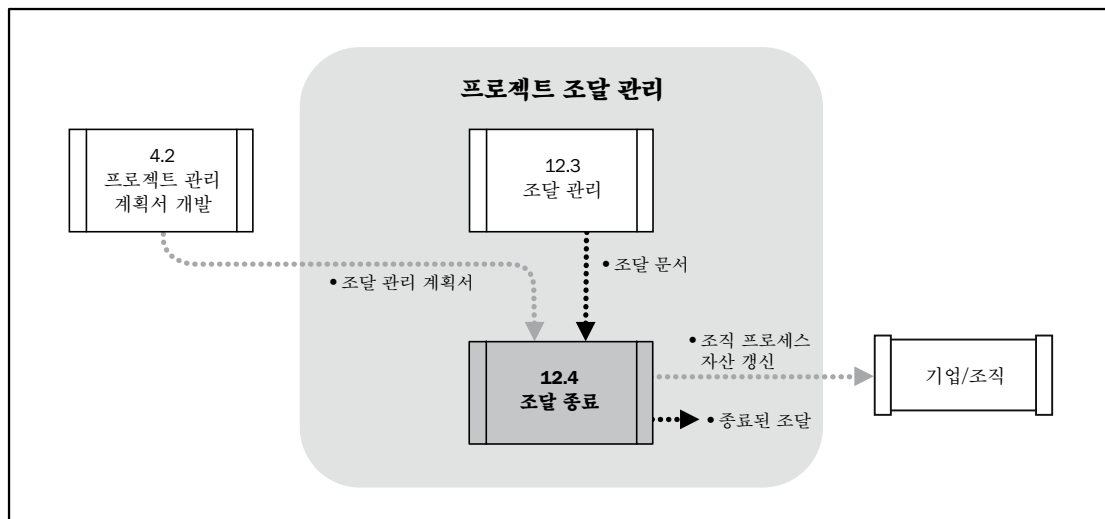 프로젝트 조달 관리
4.2
프로젝트 관리
계획서 개발
12.3
조달 관리
• 조달 관리 계획서
• 조달 문서
12.4
조달 종료
• 조직 프로세스
자산 갱신
• 종료된 조달
기업/조직